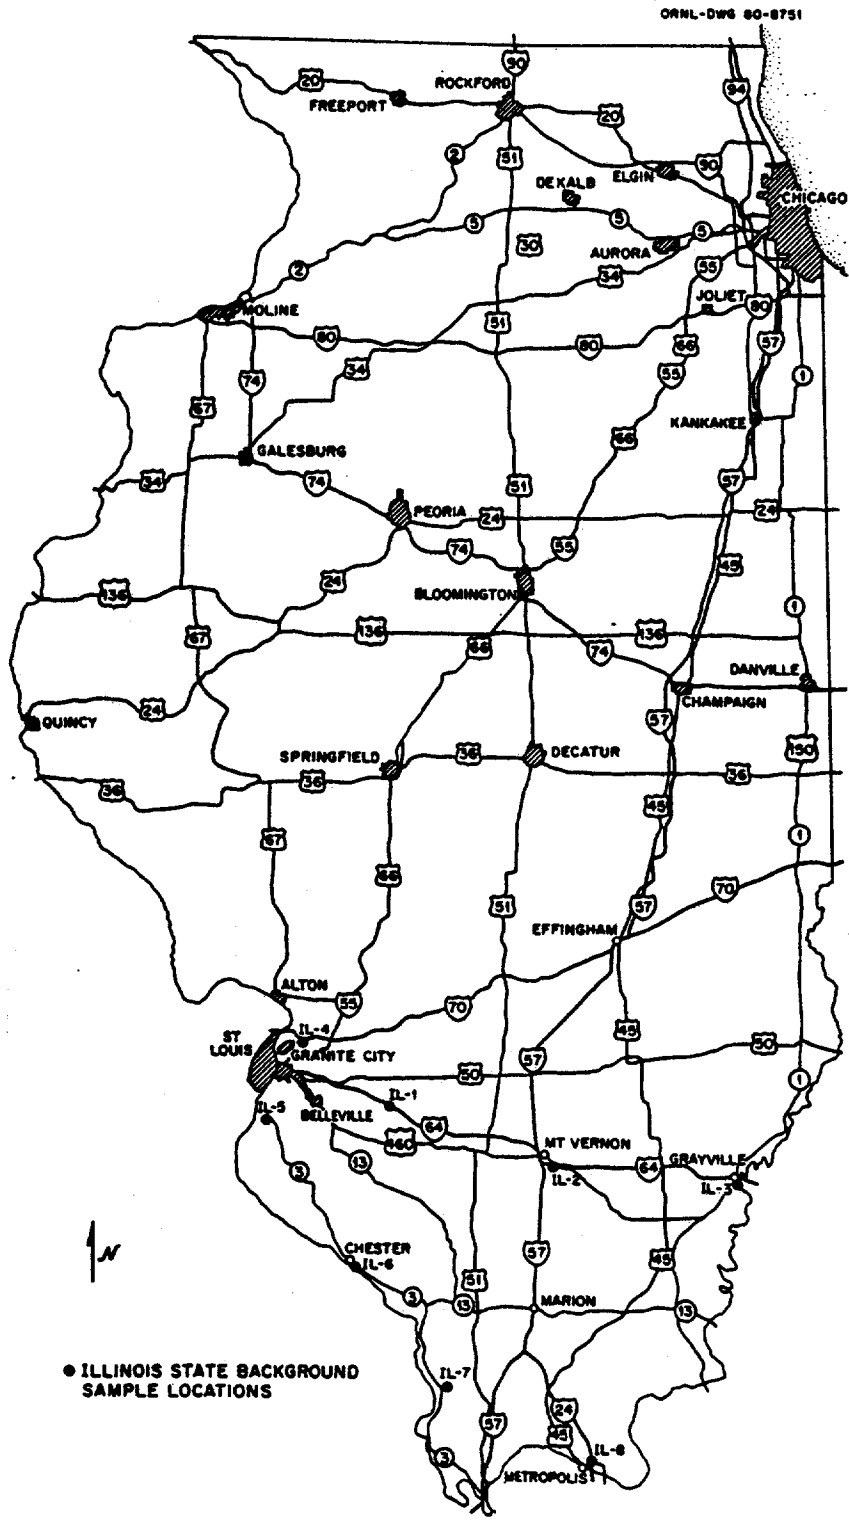 ORNL-DWG 80-8751
90
ROCKFORD
20
FREEPORT
94
20
2
51
90
ELGIN
DEKALB
CHICAGO
5
5
5
30
AURORA
55
2
34
JOLIET
MOLINE
80
51
80
80
66
57
34
55
1
74
67
KANKAKEE
66
GALESBURG
34
74
57
51
PEORIA
24
24
74
55
45
24
BLOOMINGTON
136
1
67
136
136
66
74
DANVILLE
CHAMPAIGN
24
QUINCY
57
150
SPRINGFIELD
36
DECATUR
36
36
36
45
67
1
66
70
51
57
EFFINGHAM
ALTON
55
70
IL-4
ST
LOUIS
45
50
GRANITE CITY
57
50
1
IL-1
IL-5
BELLEVILLE
64
460
MT VERNON
13
3
64
GRAYVILLE
IL-2
IL-3
CHESTER
57
45
IL-6
51
3
13
MARION
13
ILLINOIS STATE BACKGROUND
SAMPLE LOCATIONS
IL-7
24
57
45
3
IL-8
METROPOLIS
N